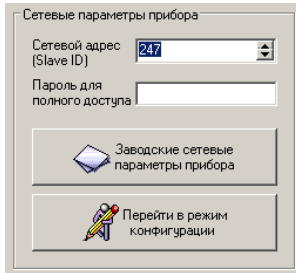 Сетевые параметры прибора
Сетевой адрес
(Slave ID)
247
Пароль для
полного доступа
Заводские сетевые
параметры прибора
Перейти в режим
конфигурации